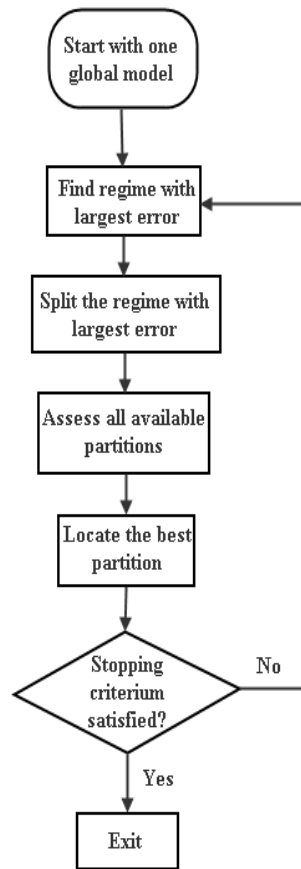 Start with one
global model
Find regime with
largest error
Split the regime with
largest error
Assess all available
partitions
Locate the best
partition
Stopping
criterium
satisfied?
No
Yes
Exit